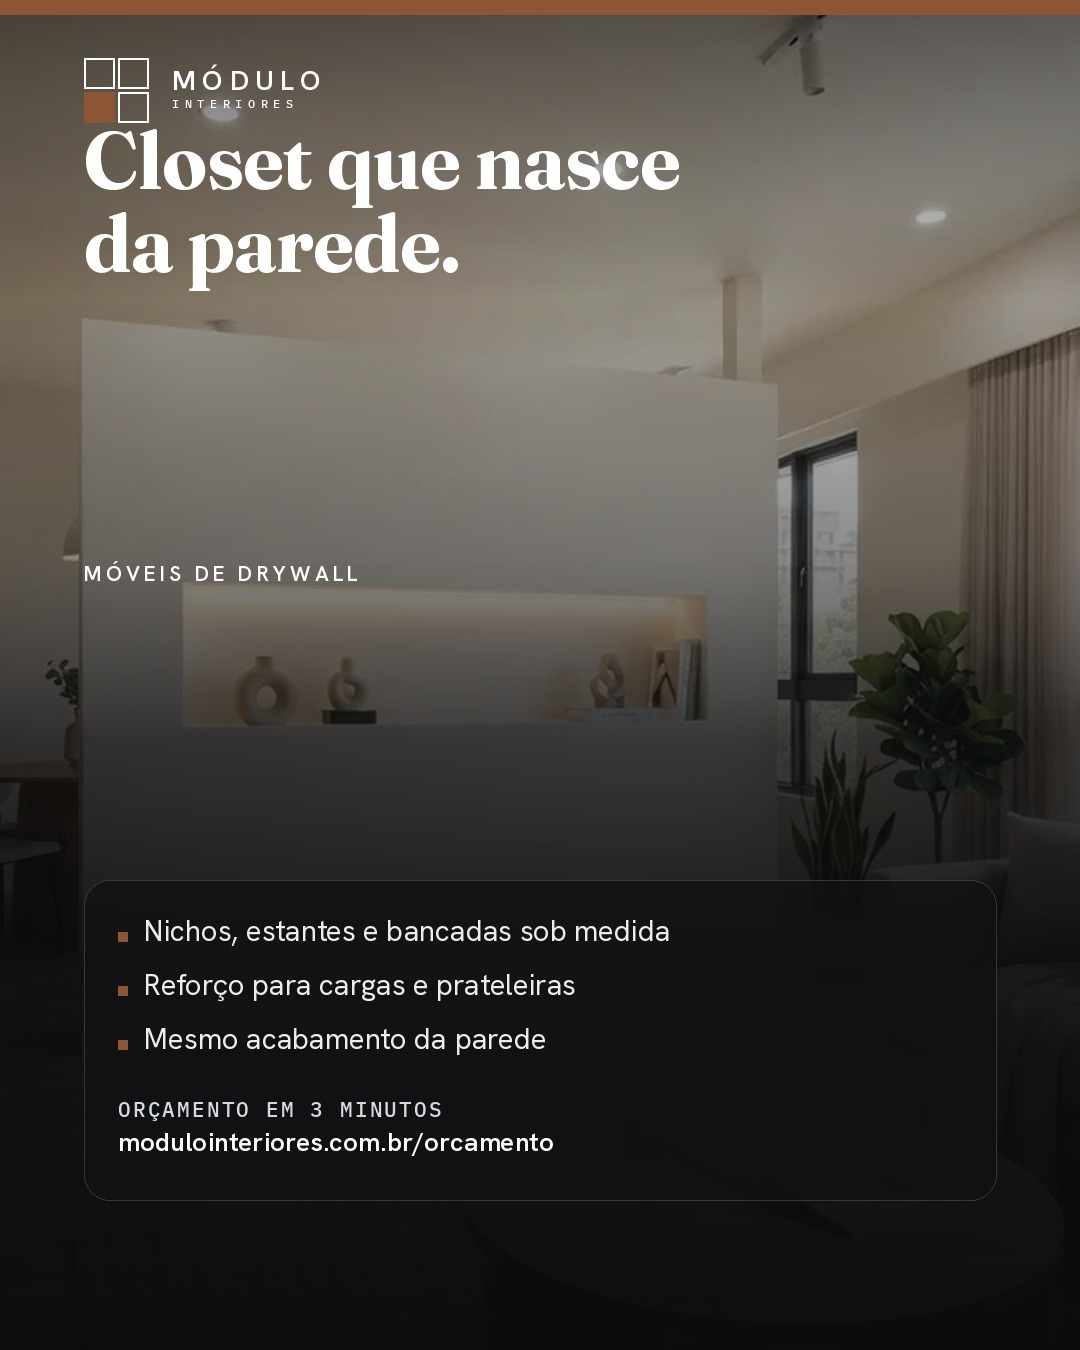 MÓDULO
INTERIORES
Closet que nasce
da parede.
MÓVEIS DE DRYWALL
Nichos, estantes e bancadas sob medida
Reforço para cargas e prateleiras
Mesmo acabamento da parede
ORÇAMENTO EM 3 MINUTOS
modulointeriores.com.br/orcamento